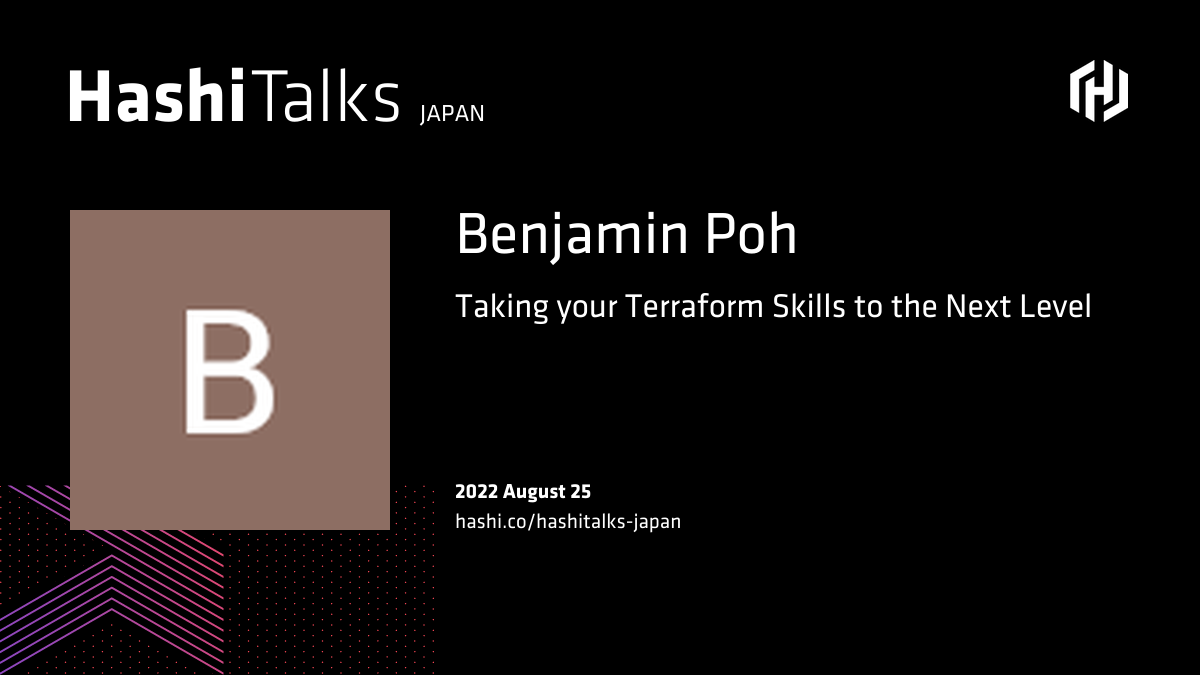 HashiTalks JAPAN
B
Benjamin Poh
Taking your Terraform Skills to the Next Level
2022 August 25
hashi.co/hashitalks-japan